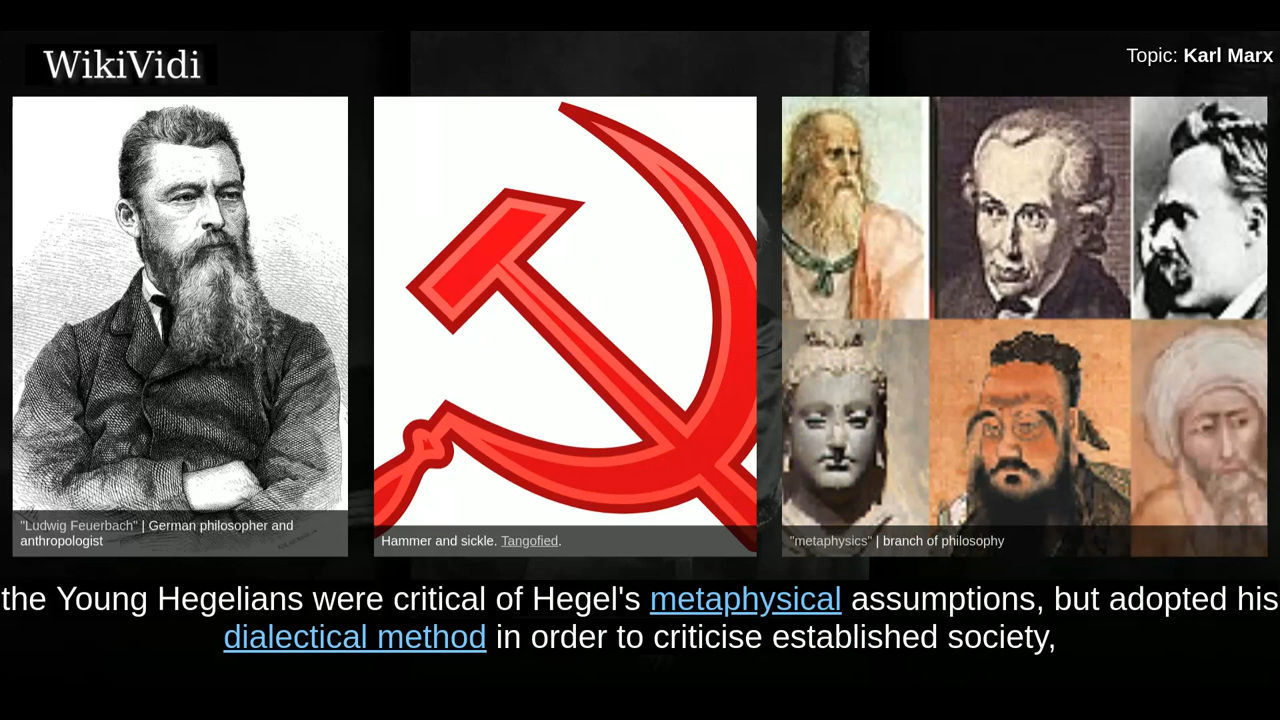 WikiVidi
Topic: Karl Marx
"Ludwig Feuerbach" | German philosopher and
anthropologist
Hammer and sickle. Tangofied.
"metaphysics" | branch of philosophy
the Young Hegelians were critical of Hegel's metaphysical assumptions, but adopted his
dialectical method in order to criticise established society,